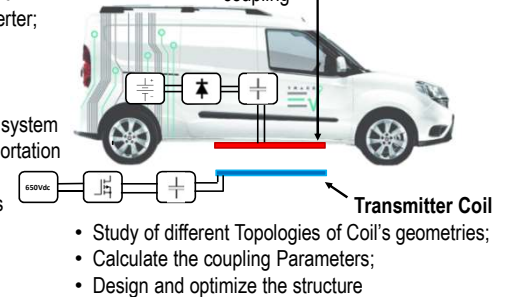 coupling
erter;
system
ortation
650Vdc
s
Transmitter Coil
• Study of different Topologies of Coil's geometries;
• Calculate the coupling Parameters;
• Design and optimize the structure